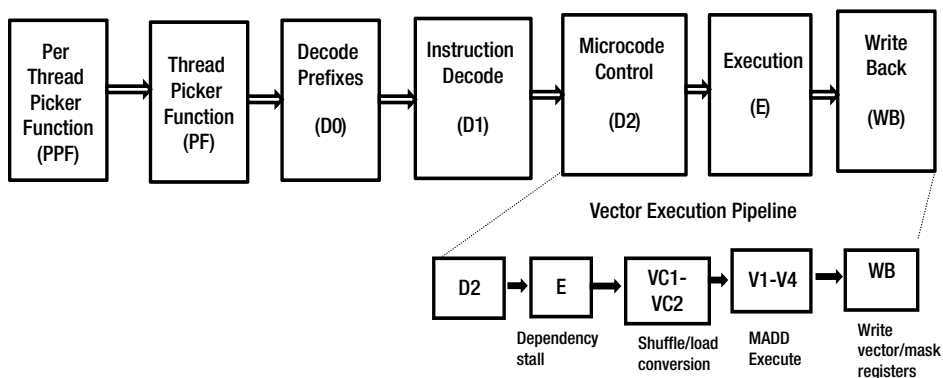 Per
Thread
Picker
Function
(PPF)
Thread
Picker
Function
(PF)
Decode
Prefixes
(D0)
Instruction
Decode
(D1)
Microcode
Control
(D2)
Execution
(E)
Write
Back
(WB)
Vector Execution Pipeline
D2
E
VC1-
VC2
V1-V4
WB
Dependency
stall
Shuffle/load
conversion
MADD
Execute
Write
vector/mask
registers